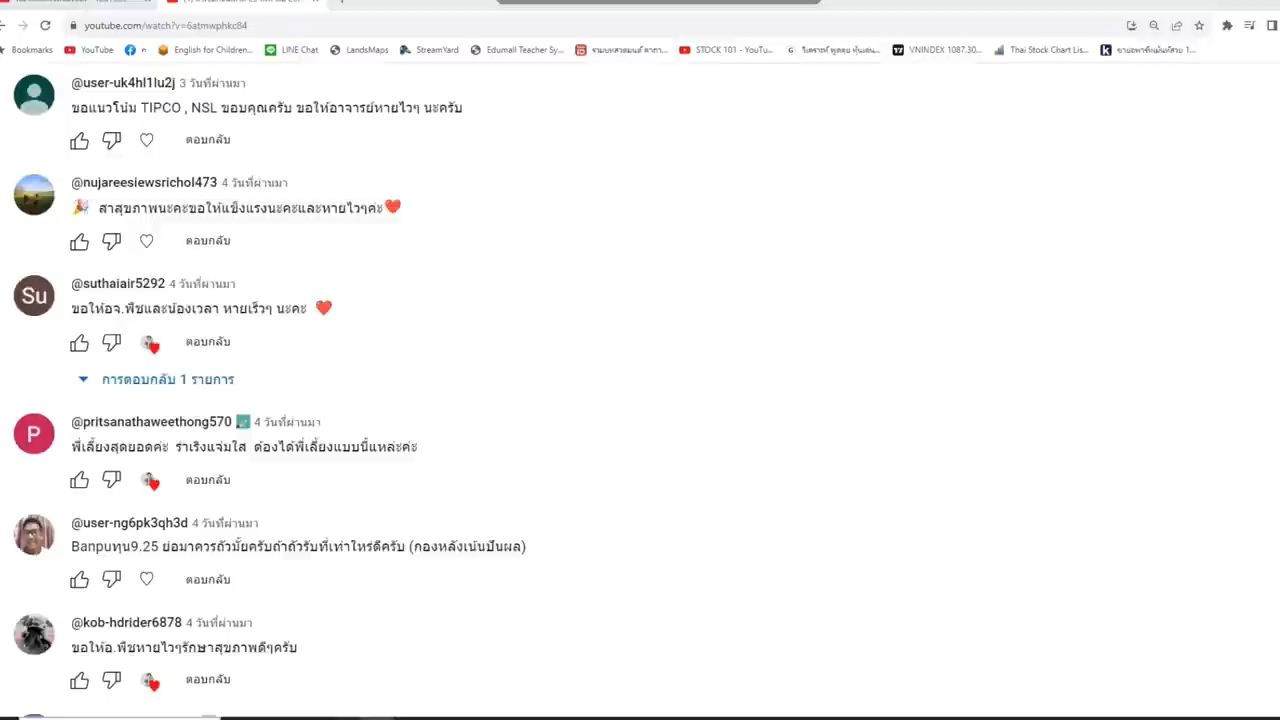 youtube.com/watch?v=6atmwphkc84
Bookmarks YouTube n English for Children... LINE Chat LandsMaps StreamYard Edumall Teacher Sy... STOCK 101 - YouTu... VNINDEX 1087.30... Thai Stock Chart Lis...
@user-uk4hl1lu2j 3 วันที่ผ่านมา
ขอแนวโน้ม TIPCO , NSL ขอบคุณครับ ขอให้อาจารย์หายไวๆ นะครับ
ตอบกลับ
@nujareesiewsrichol473 4 วันที่ผ่านมา
🎉 สาสุขภาพนะคะขอให้แข็งแรงนะคะและหายไวๆค่ะ❤️
ตอบกลับ
Su @suthaiair5292 4 วันที่ผ่านมา
ขอให้อจ.พีชและน้องเวลา หายเร็วๆ นะคะ ❤️
ตอบกลับ
การตอบกลับ 1 รายการ
P @pritsanathaweethong570 4 วันที่ผ่านมา
พี่เลี้ยงสุดยอดค่ะ ร่าเริงแจ่มใส ต้องได้พี่เลี้ยงแบบนี้แหล่ะค่ะ
ตอบกลับ
@user-ng6pk3qh3d 4 วันที่ผ่านมา
Banpuทุน9.25 ย่อมาควรถัวมั้ยครับถ้าถัวรับที่เท่าใหร่ดีครับ (กองหลังเน้นปันผล)
ตอบกลับ
@kob-hdrider6878 4 วันที่ผ่านมา
ขอให้อ.พีชหายไวๆรักษาสุขภาพดีๆครับ
ตอบกลับ